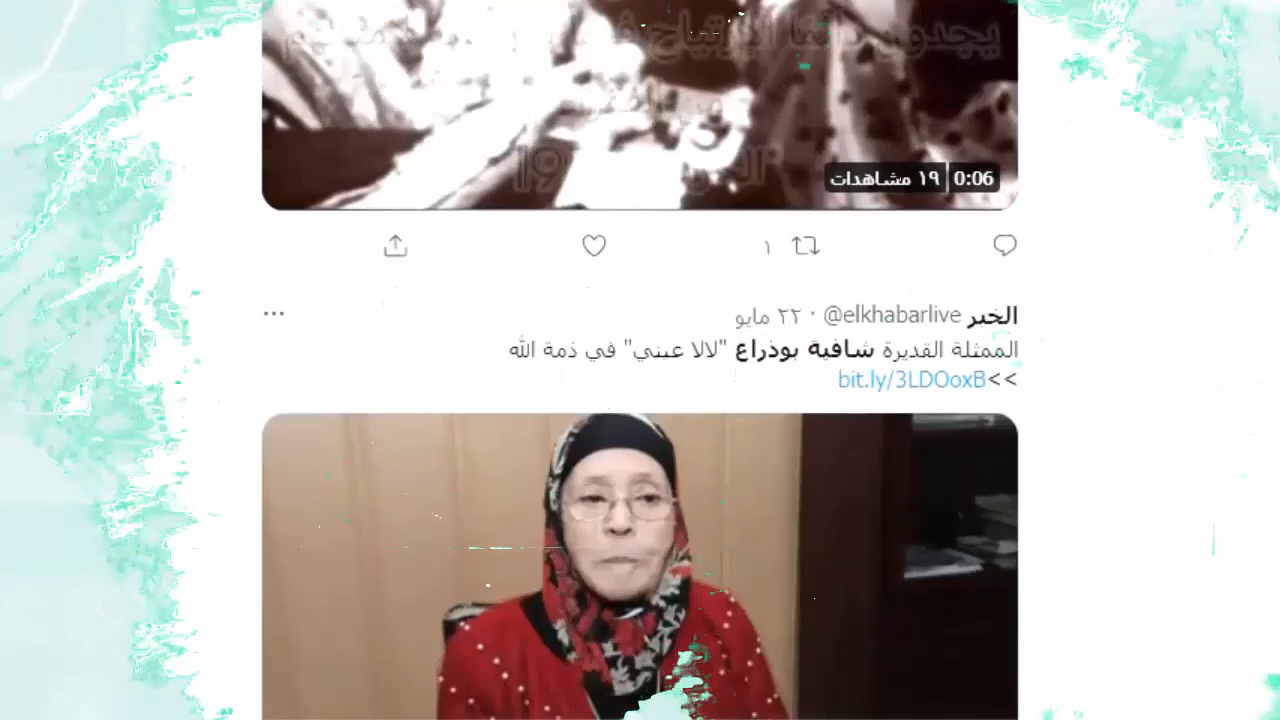 0:06 | ١٩ مشاهدات
١
الخبر @elkhabarlive · ٢٢ مايو
الممثلة القديرة شافية بوذراع "لالا عيني" في ذمة الله
>>bit.ly/3LDOoxB